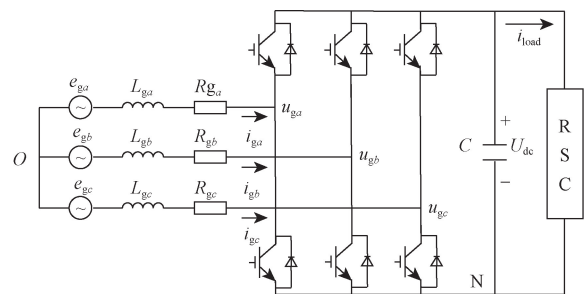 i_load
e_ga L_ga Rg_a
u_ga
i_ga
e_gb L_gb R_gb
u_gb
i_gb
O
e_gc L_gc R_gc
u_gc
i_gc
C + U_dc −
R
S
C
N